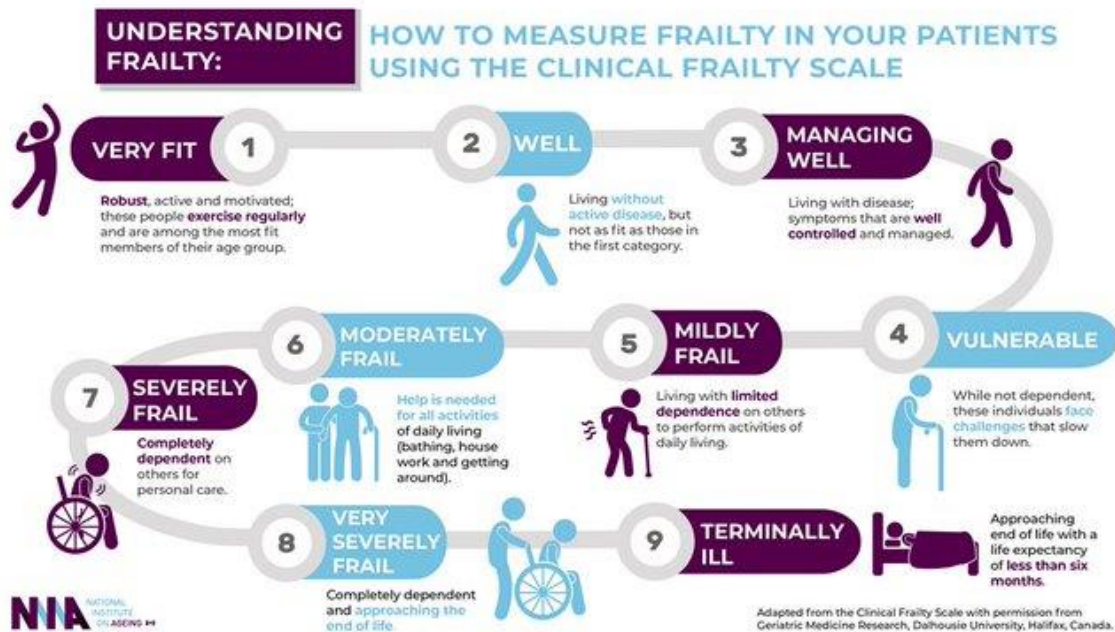 UNDERSTANDING
FRAILTY:
HOW TO MEASURE FRAILTY IN YOUR PATIENTS
USING THE CLINICAL FRAILTY SCALE
VERY FIT
1
Robust, active and motivated;
these people exercise regularly
and are among the most fit
members of their age group.
2
WELL
Living without
active disease, but
not as fit as those in
the first category.
3
MANAGING
WELL
Living with disease;
symptoms that are well
controlled and managed.
4
VULNERABLE
While not dependent,
these individuals face
challenges that slow
them down.
5
MILDLY
FRAIL
Living with limited
dependence on others
to perform activities of
daily living.
6
MODERATELY
FRAIL
Help is needed
for all activities
of daily living
(bathing, house
work and getting
around).
7
SEVERELY
FRAIL
Completely
dependent on
others for
personal care.
8
VERY
SEVERELY
FRAIL
Completely dependent
and approaching the
end of life.
9
TERMINALLY
ILL
Approaching
end of life with a
life expectancy
of less than six
months.
NIA
NATIONAL
INSTITUTE
ON AGEING
Adapted from the Clinical Frailty Scale with permission from
Geriatric Medicine Research, Dalhousie University, Halifax, Canada.